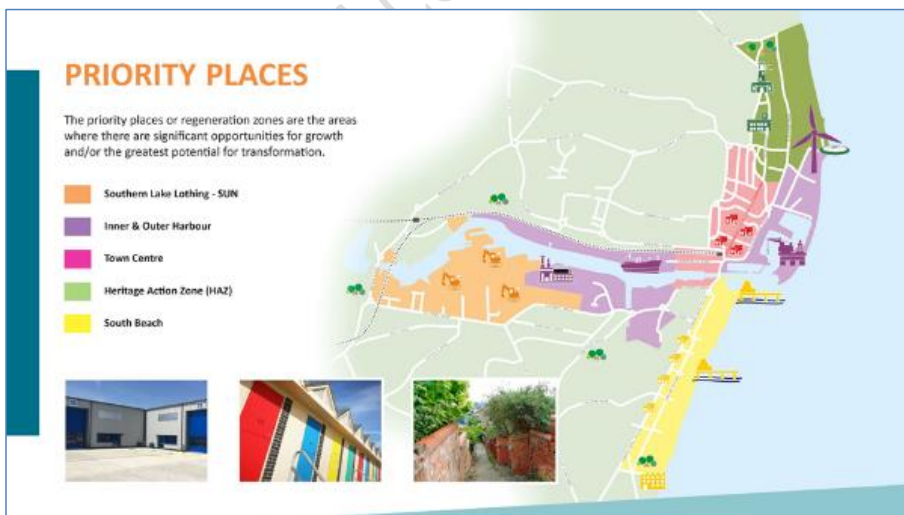 PRIORITY PLACES
The priority places or regeneration zones are the areas
where there are significant opportunities for growth
and/or the greatest potential for transformation.
Southern Lake Lothing - SUN
Inner & Outer Harbour
Town Centre
Heritage Action Zone (HAZ)
South Beach